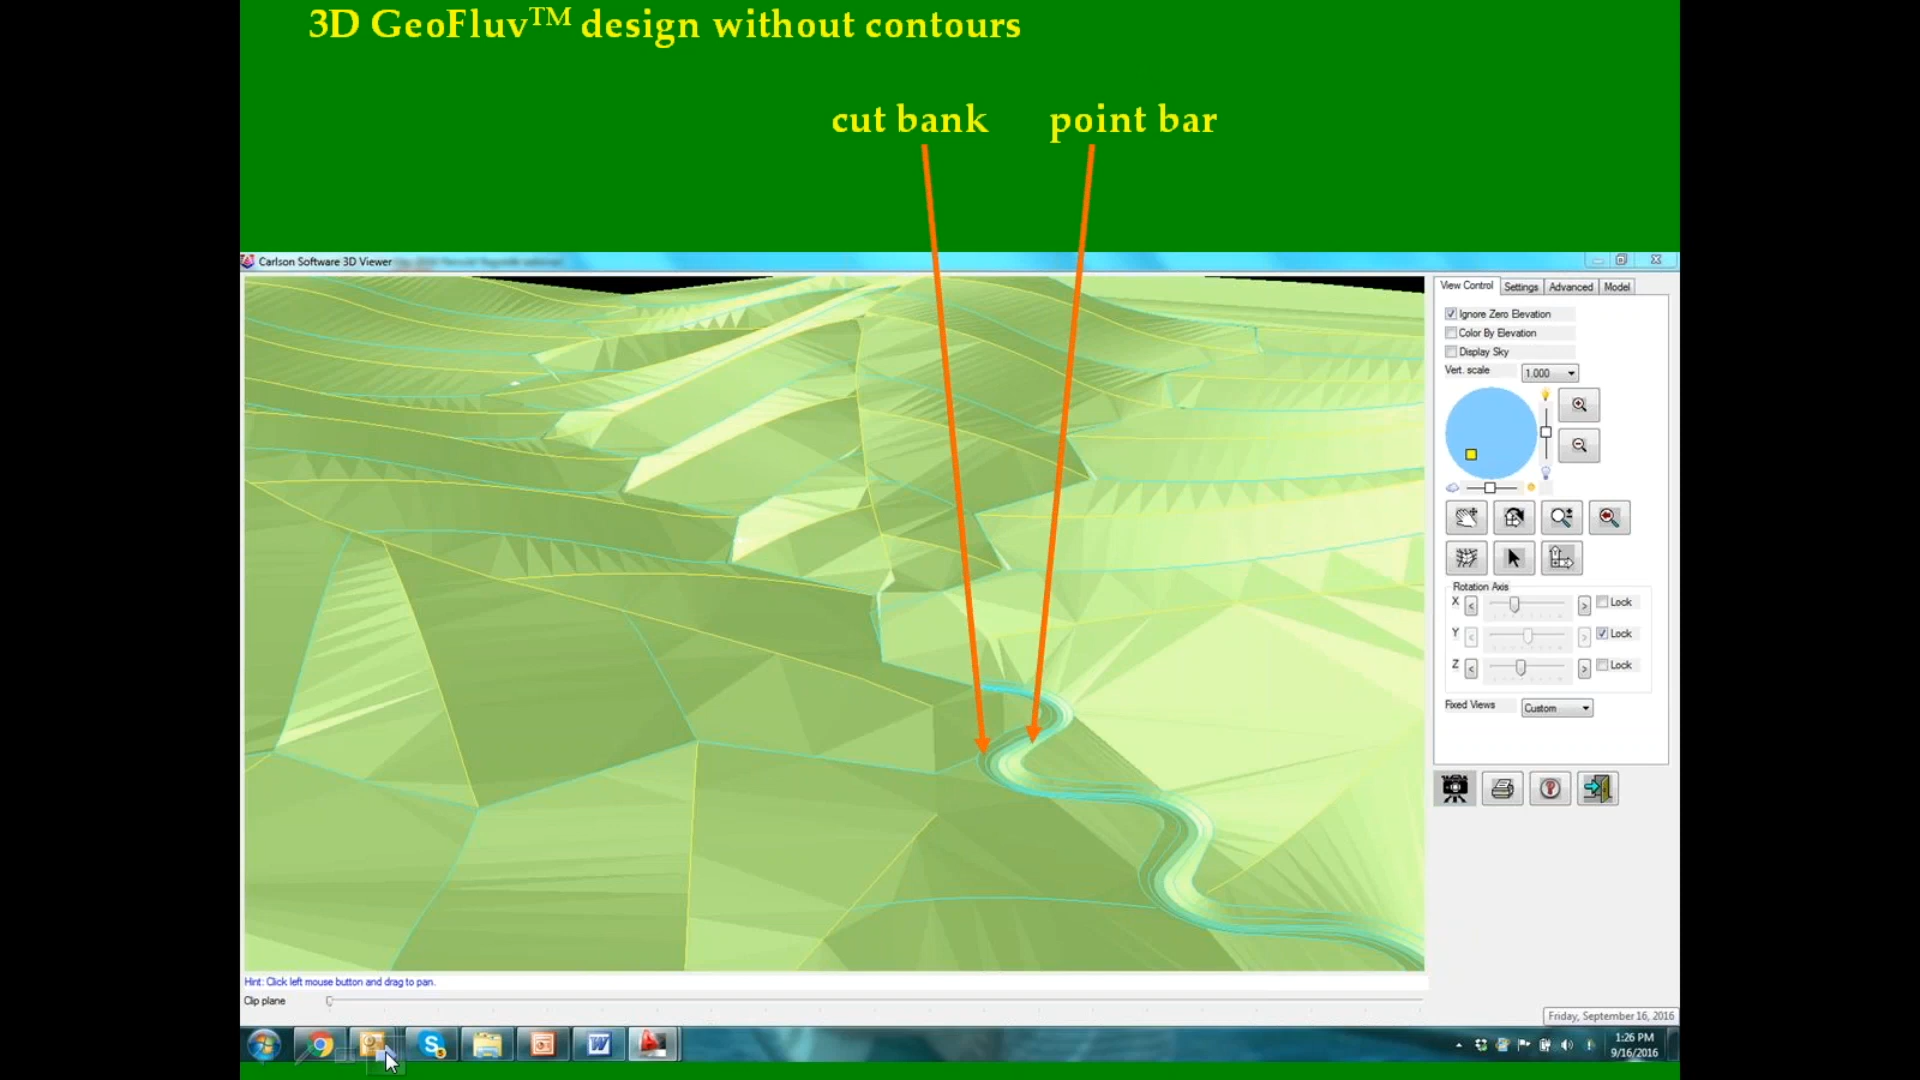 3D GeoFluv™ design without contours
cut bank point bar
Carlson Software 3D Viewer
View Control Settings Advanced Model
Ignore Zero Elevation
Color By Elevation
Display Sky
Vert. scale 1.000
Rotation Axis
X < > Lock
Y < > Lock
Z < > Lock
Fixed Views Custom
Hint: Click left mouse button and drag to pan.
Clip plane
Friday, September 16, 2016
1:26 PM
9/16/2016